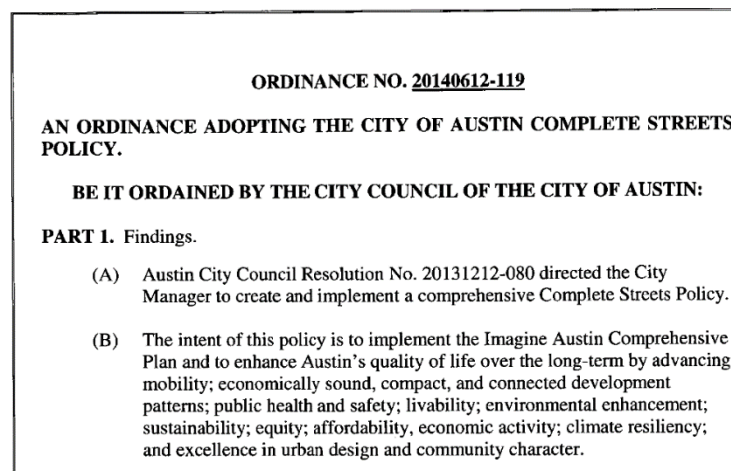 ORDINANCE NO. 20140612-119
AN ORDINANCE ADOPTING THE CITY OF AUSTIN COMPLETE STREETS
POLICY.
BE IT ORDAINED BY THE CITY COUNCIL OF THE CITY OF AUSTIN:
PART 1. Findings.
(A) Austin City Council Resolution No. 20131212-080 directed the City
Manager to create and implement a comprehensive Complete Streets Policy.
(B) The intent of this policy is to implement the Imagine Austin Comprehensive
Plan and to enhance Austin's quality of life over the long-term by advancing
mobility; economically sound, compact, and connected development
patterns; public health and safety; livability; environmental enhancement;
sustainability; equity; affordability, economic activity; climate resiliency;
and excellence in urban design and community character.